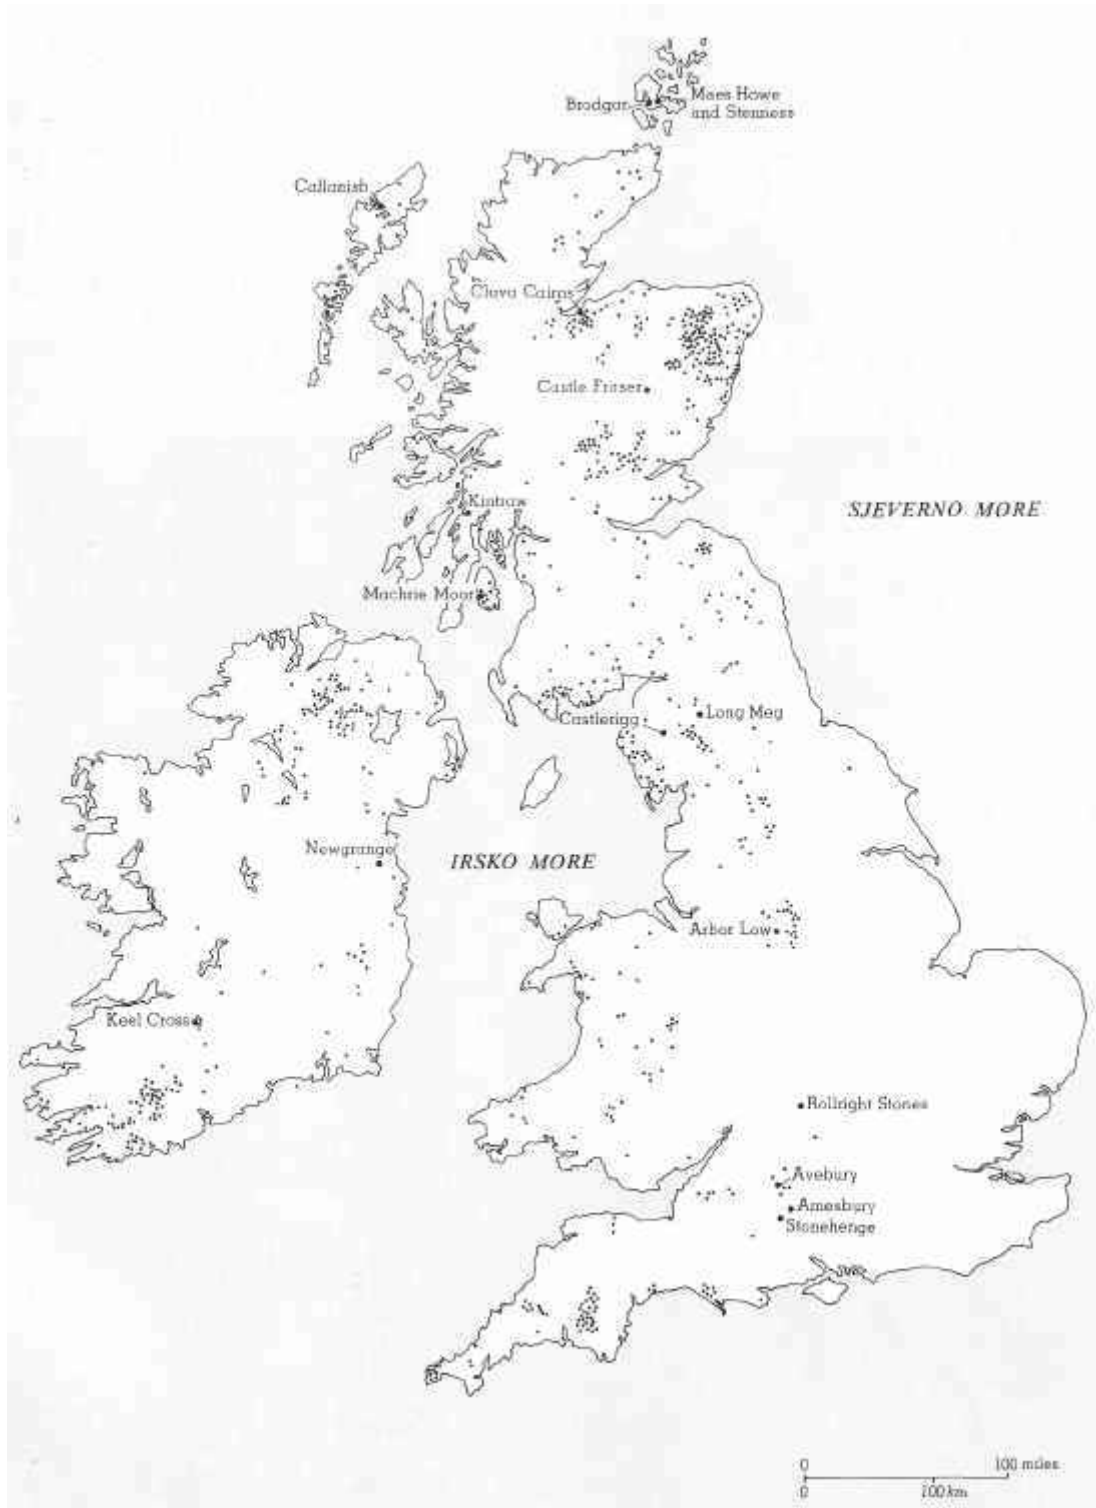 Brodgar
Maes Howe
and Stenness
Callanish
Clava Cairns
Castle Fraser
Kintraw
SJEVERNO MORE
Machrie Moor
Castlerigg
Long Meg
Newgrange
IRSKO MORE
Arbor Low
Keel Cross
Rollright Stones
Avebury
Amesbury
Stonehenge
0 100 miles
0 100 km